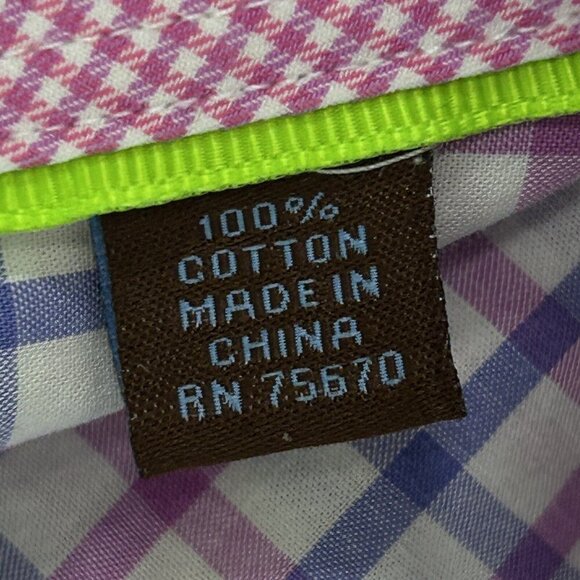 100%
COTTON
MADE IN
CHINA
RN 75670